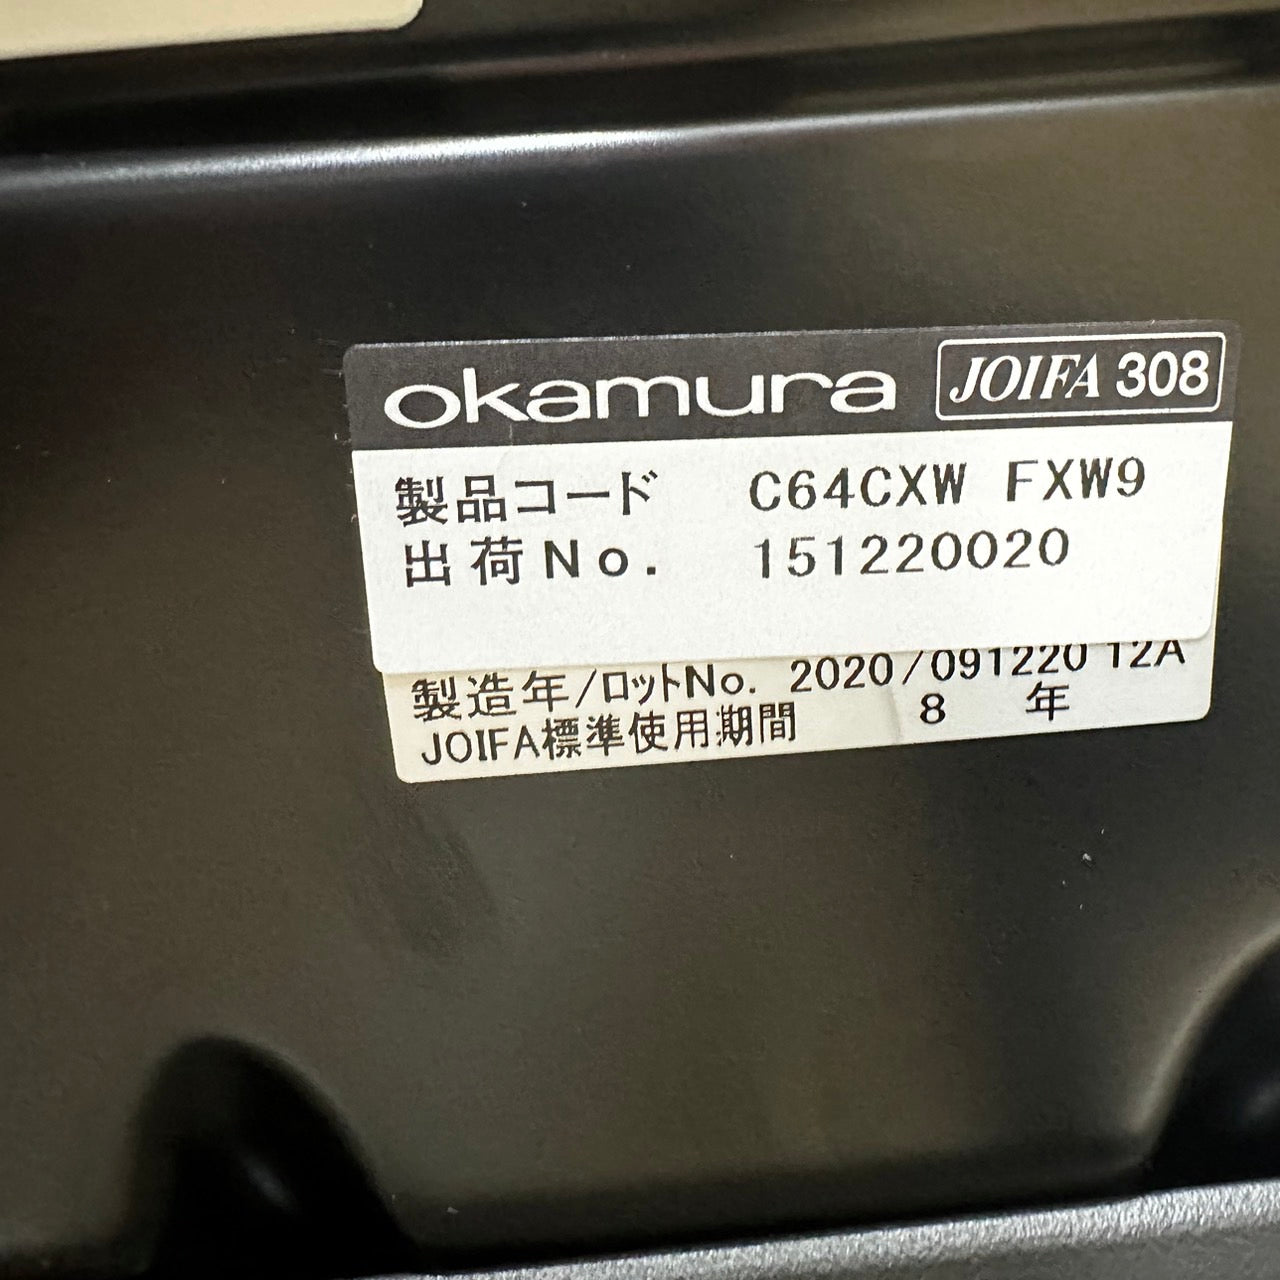 okamura JOIFA 308
製品コード C64CXW FXW9
出荷No. 151220020
製造年/ロットNo. 2020/091220 12A
JOIFA標準使用期間 8 年